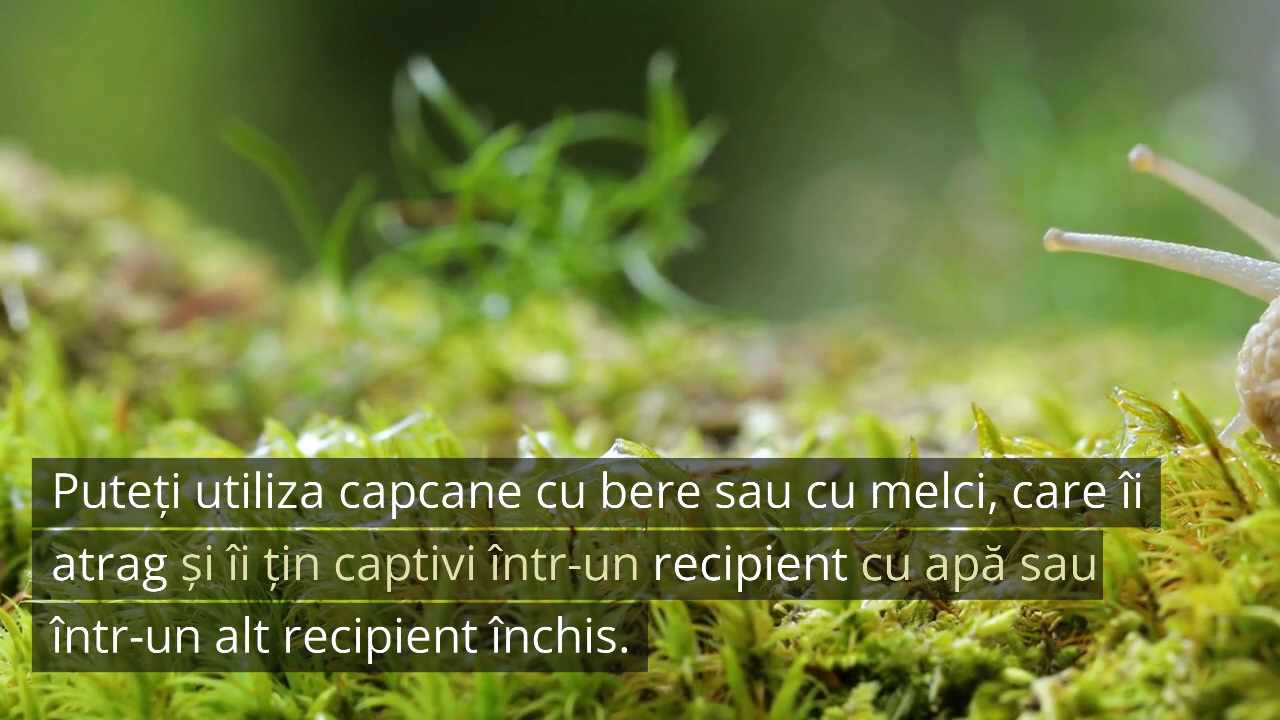 Puteți utiliza capcane cu bere sau cu melci, care îi
atrag și îi țin captivi într-un recipient cu apă sau
într-un alt recipient închis.